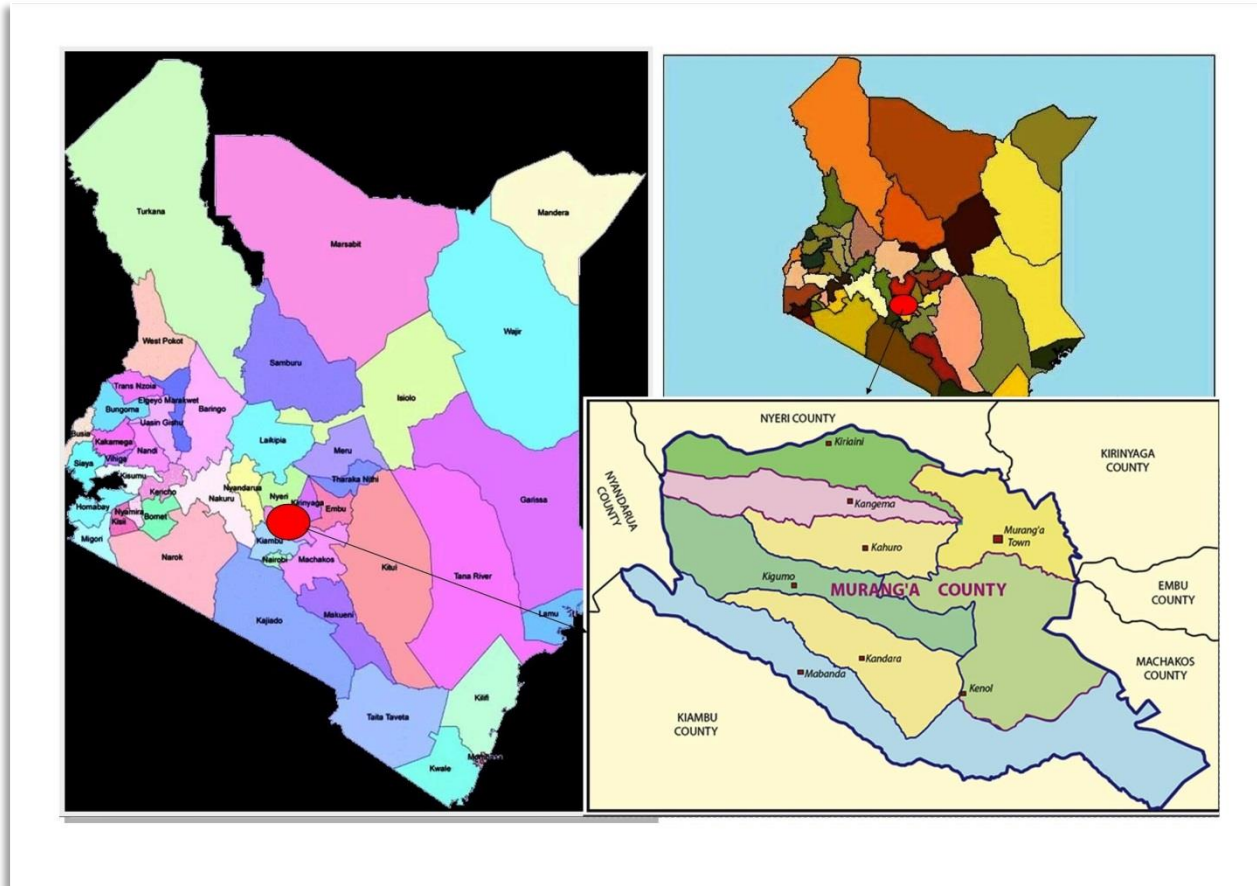 Turkana
Mandera
Marsabit
Wajir
West Pokot
Samburu
Isiolo
Trans Nzoia
Elgeyo Marakwet
Baringo
Bungoma
Uasin Gishu
Busia
Kakamega
Laikipia
Nandi
Meru
Vihiga
Siaya
Kisumu
Tharaka Nithi
Kericho
Nyandarua
Nyeri
Nakuru
Kirinyaga
Garissa
Homabay
Nyamira
Embu
Kisii
Bomet
Migori
Kiambu
Narok
Nairobi
Machakos
Kitui
Tana River
Lamu
Kajiado
Makueni
Kilifi
Taita Taveta
Kwale
NYERI COUNTY
Kiriaini
KIRINYAGA
COUNTY
NYANDARUA
COUNTY
Kangema
Murang'a
Town
Kahuro
Kigumo
MURANG'A COUNTY
EMBU
COUNTY
Kandara
Mabanda
MACHAKOS
COUNTY
Kenol
KIAMBU
COUNTY